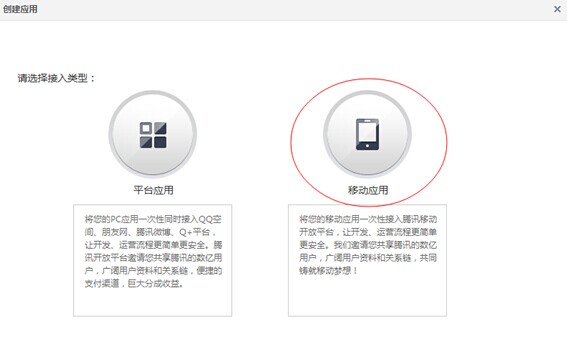 创建应用
请选择接入类型：
平台应用
将您的PC应用一次性同时接入QQ空
间、朋友网、腾讯微博、Q+平台，
让开发、运营流程更简单更安全。腾
讯开放平台邀请您共享腾讯的数亿用
户，广阔用户资料和关系链，便捷的
支付渠道，巨大分成收益。
移动应用
将您的移动应用一次性接入腾讯移动
开放平台，让开发、运营流程更简单
更安全。我们邀请您共享腾讯的数亿
用户，广阔用户资料和关系链，共同
铸就移动梦想！